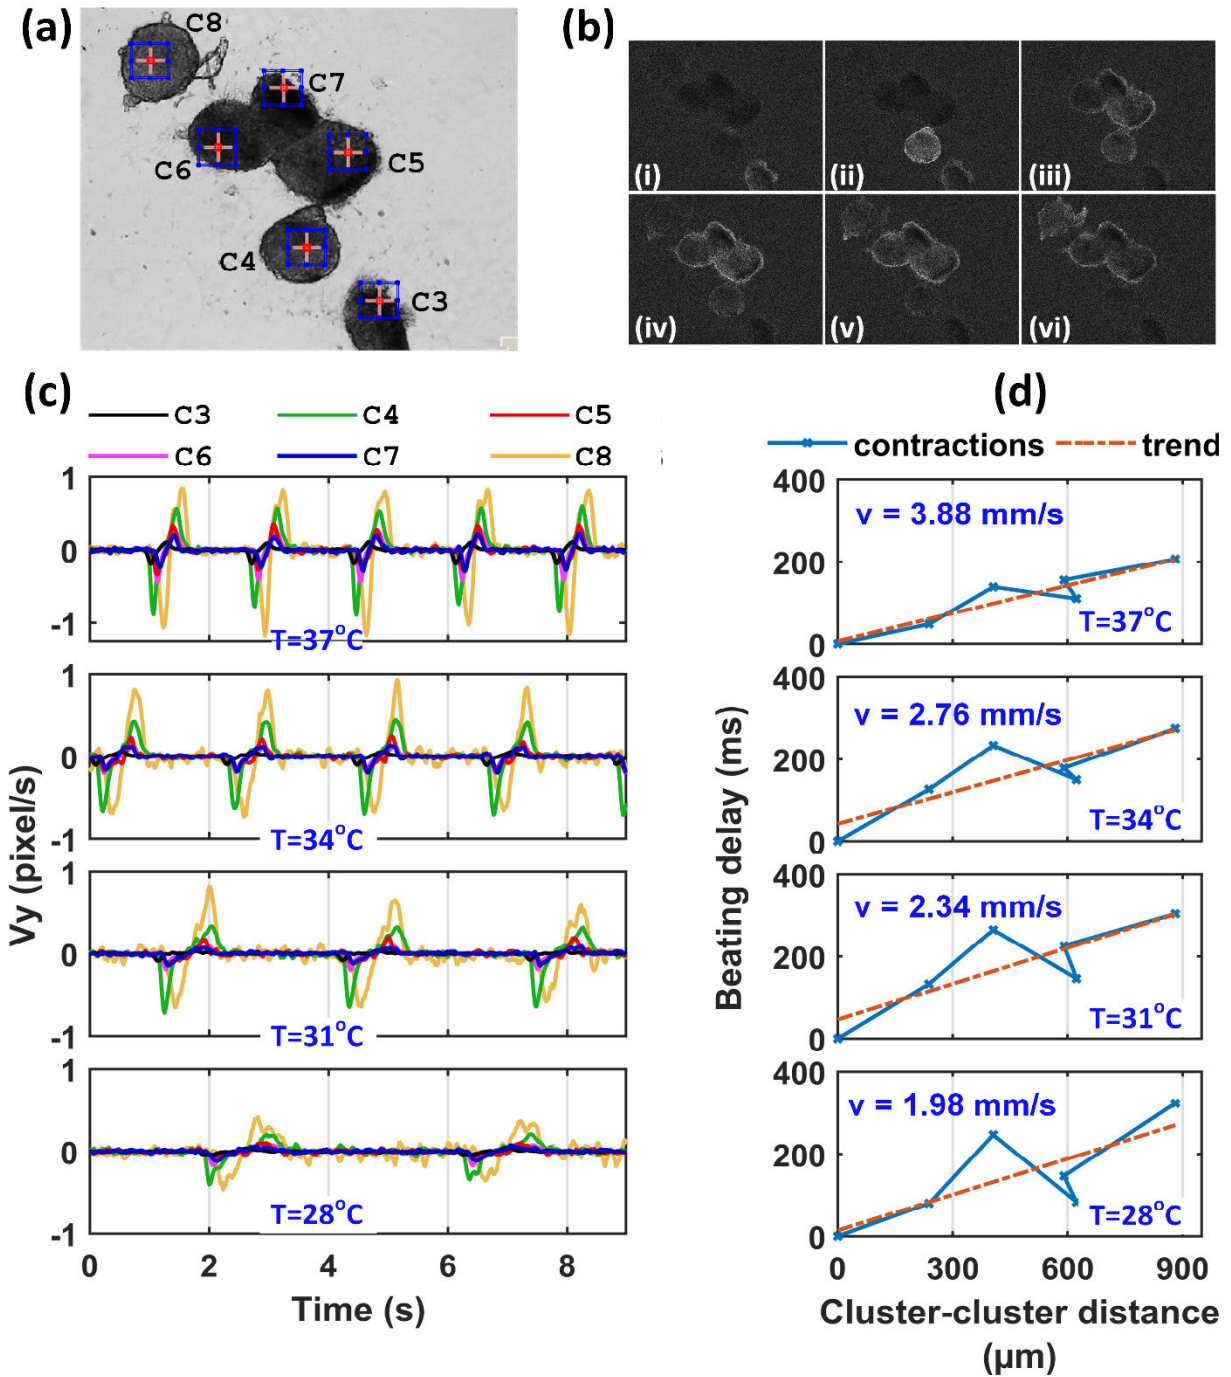 (a)
C8
C7
C6
C5
C4
C3
(b)
(i)
(ii)
(iii)
(iv)
(v)
(vi)
(c)
C3 C4 C5
C6 C7 C8
1
0
-1
T=37°C
1
0
-1
T=34°C
1
0
-1
T=31°C
1
0
-1
T=28°C
0 2 4 6 8
Time (s)
Vy (pixel/s)
(d)
contractions trend
400
200
0
v = 3.88 mm/s
T=37°C
400
200
0
v = 2.76 mm/s
T=34°C
400
200
0
v = 2.34 mm/s
T=31°C
400
200
0
v = 1.98 mm/s
T=28°C
0 300 600 900
Cluster-cluster distance
(µm)
Beating delay (ms)